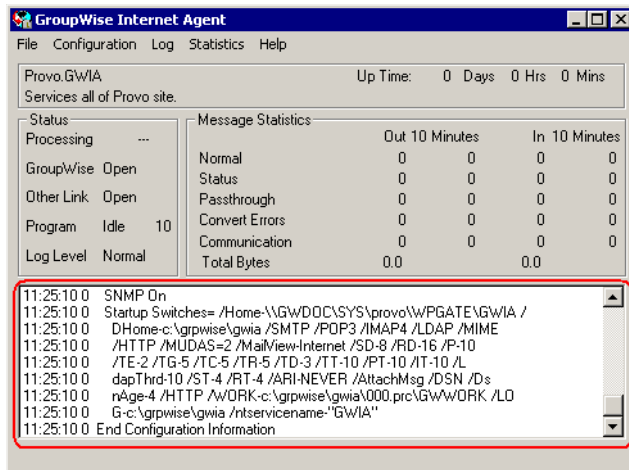 GroupWise Internet Agent
File Configuration Log Statistics Help
Provo.GWIA Up Time: 0 Days 0 Hrs 0 Mins
Services all of Provo site.
Status Message Statistics
Processing --- Out 10 Minutes In 10 Minutes
Normal 0 0 0 0
GroupWise Open Status 0 0 0 0
Other Link Open Passthrough 0 0 0 0
Program Idle 10 Convert Errors 0 0 0 0
Communication 0 0 0 0
Log Level Normal Total Bytes 0.0 0.0
11:25:10 0 SNMP On
11:25:10 0 Startup Switches= /Home-\\GWDOC\SYS\provo\WPGATE\GWIA /
11:25:10 0 DHome-c:\grpwise\gwia /SMTP /POP3 /IMAP4 /LDAP /MIME
11:25:10 0 /HTTP /MUDAS=2 /MailView-Internet /SD-8 /RD-16 /P-10
11:25:10 0 /TE-2 /TG-5 /TC-5 /TR-5 /TD-3 /TT-10 /PT-10 /IT-10 /L
11:25:10 0 dapThrd-10 /ST-4 /RT-4 /ARI-NEVER /AttachMsg /DSN /Ds
11:25:10 0 nAge-4 /HTTP /WORK-c:\grpwise\gwia\000.prc\GWWORK /LO
11:25:10 0 G-c:\grpwise\gwia /ntservicename-"GWIA"
11:25:10 0 End Configuration Information